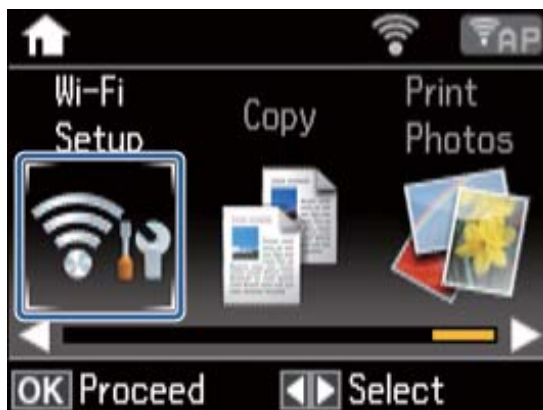 AP
Wi-Fi
Setup
Copy
Print
Photos
OK Proceed
Select